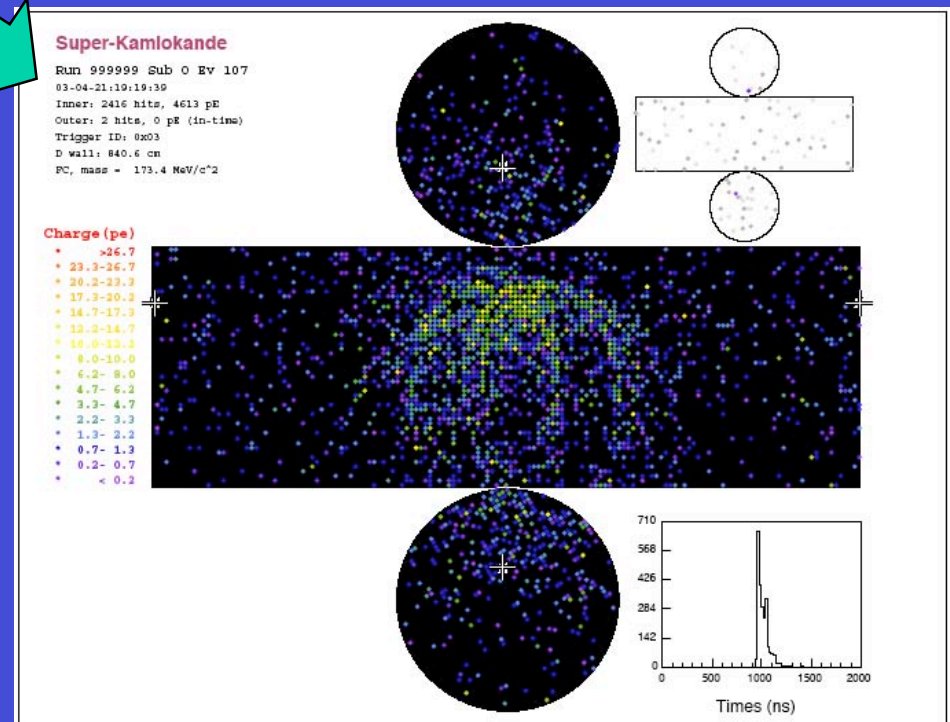 Super-Kamiokande
Run 999999 Sub 0 Ev 107
03-04-21:19:19:39
Inner: 2416 hits, 4613 pE
Outer: 2 hits, 0 pE (in-time)
Trigger ID: 0x03
D wall: 840.6 cm
FC, mass = 173.4 MeV/c^2
Charge(pe)
* >26.7
* 23.3-26.7
* 20.2-23.3
* 17.3-20.2
* 14.7-17.3
* 12.2-14.7
* 10.0-12.2
* 8.0-10.0
* 6.2- 8.0
* 4.7- 6.2
* 3.3- 4.7
* 2.2- 3.3
* 1.3- 2.2
* 0.7- 1.3
* 0.2- 0.7
* < 0.2
710
568
426
284
142
0
0 500 1000 1500 2000
Times (ns)